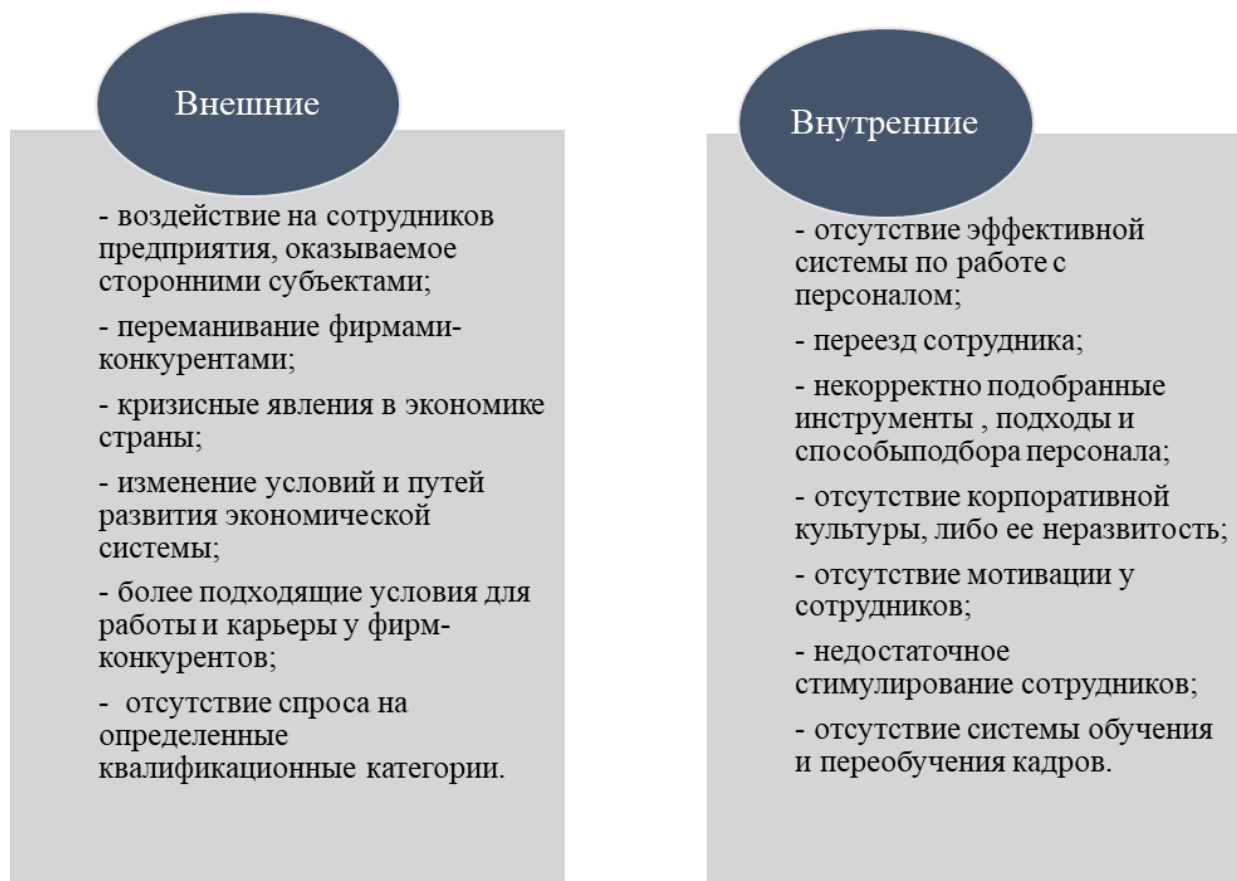 Внешние
- воздействие на сотрудников
предприятия, оказываемое
сторонними субъектами;
- переманивание фирмами-
конкурентами;
- кризисные явления в экономике
страны;
- изменение условий и путей
развития экономической
системы;
- более подходящие условия для
работы и карьеры у фирм-
конкурентов;
- отсутствие спроса на
определенные
квалификационные категории.
Внутренние
- отсутствие эффективной
системы по работе с
персоналом;
- переезд сотрудника;
- некорректно подобранные
инструменты , подходы и
способыподбора персонала;
- отсутствие корпоративной
культуры, либо ее неразвитость;
- отсутствие мотивации у
сотрудников;
- недостаточное
стимулирование сотрудников;
- отсутствие системы обучения
и переобучения кадров.